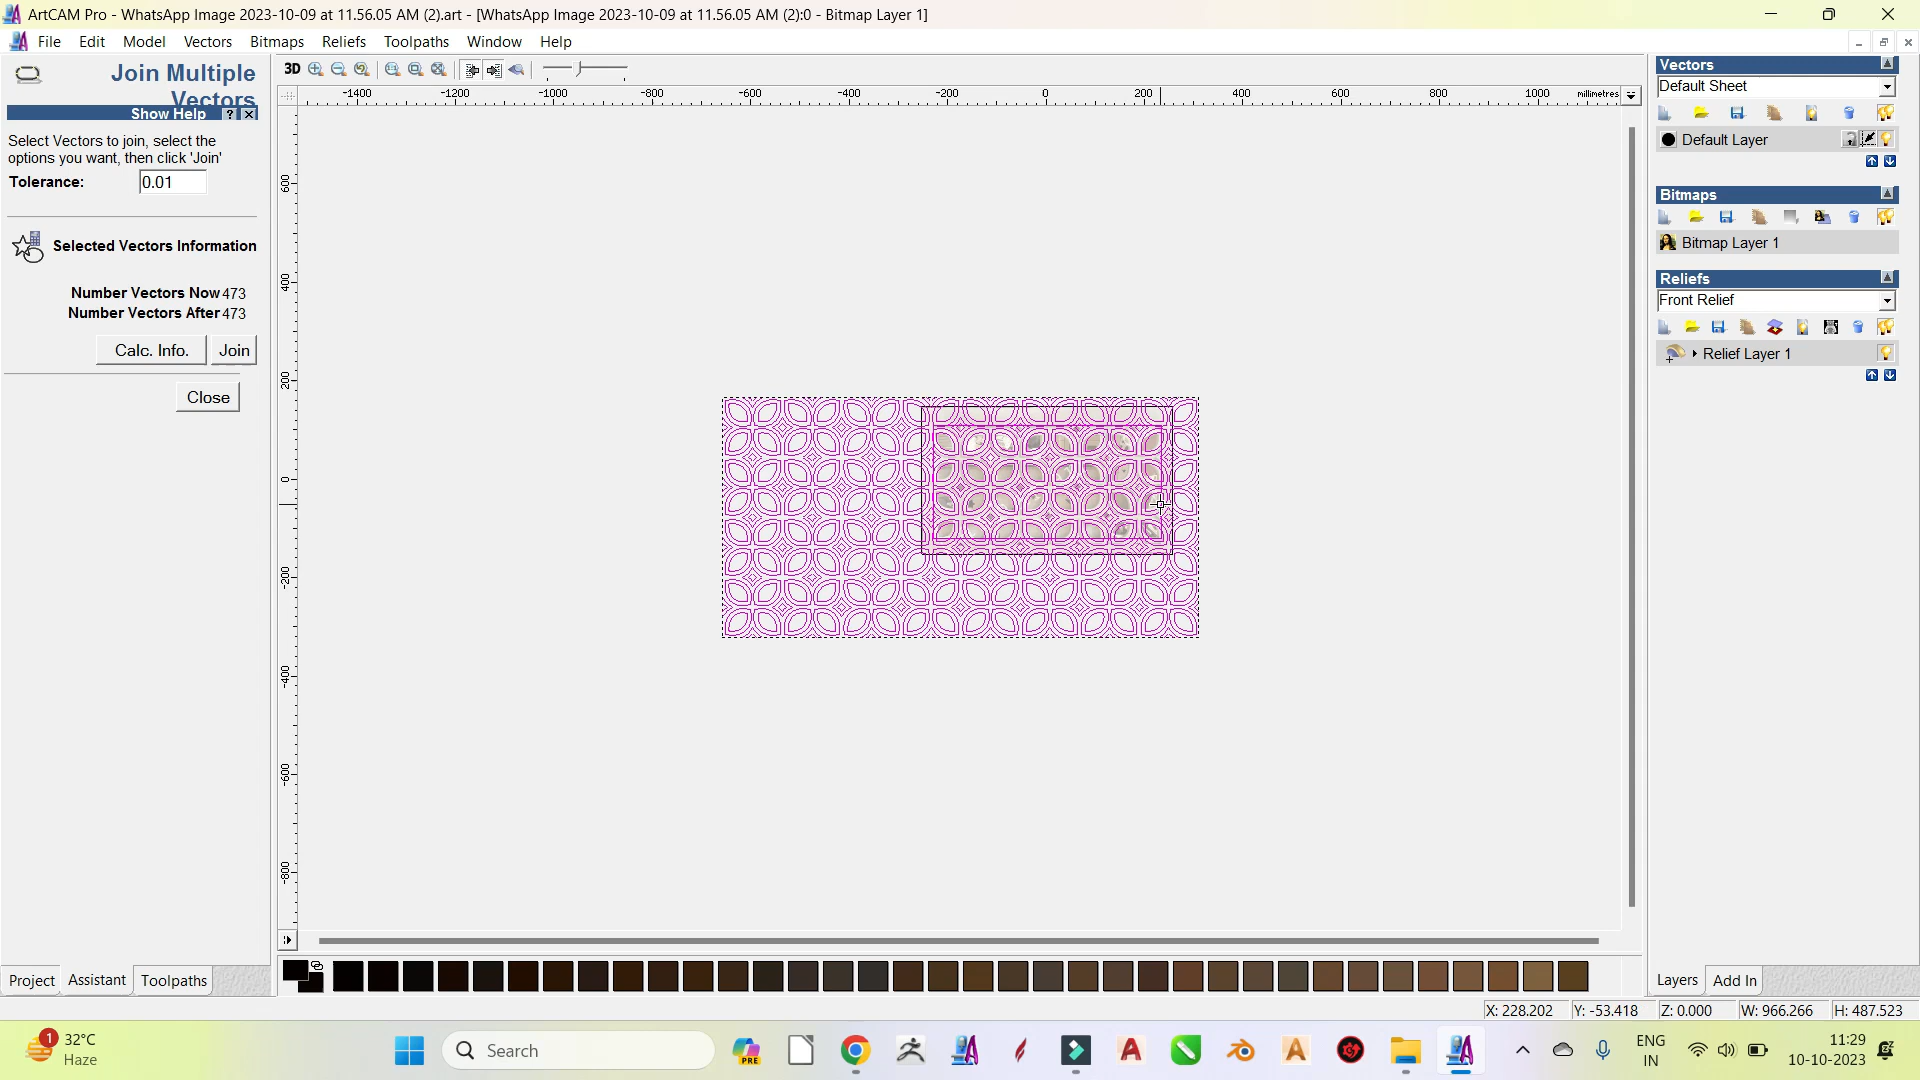 ArtCAM Pro - WhatsApp Image 2023-10-09 at 11.56.05 AM (2).art - [WhatsApp Image 2023-10-09 at 11.56.05 AM (2):0 - Bitmap Layer 1]
File Edit Model Vectors Bitmaps Reliefs Toolpaths Window Help
Join Multiple
Vectors
Show Help ? ×
Select Vectors to join, select the
options you want, then click 'Join'
Tolerance: 0.01
Selected Vectors Information
Number Vectors Now 473
Number Vectors After 473
Calc. Info. Join
Close
Project Assistant Toolpaths
3D
-1400 -1200 -1000 -800 -600 -400 -200 0 200 400 600 800 1000 millimetres
600
400
200
0
-200
-400
-600
-800
Vectors
Default Sheet
Default Layer
Bitmaps
Bitmap Layer 1
Reliefs
Front Relief
Relief Layer 1
Layers Add In
X: 228.202 Y: -53.418 Z: 0.000 W: 966.266 H: 487.523
1
32°C
Haze
Search
PRE
ENG
IN
11:29
10-10-2023